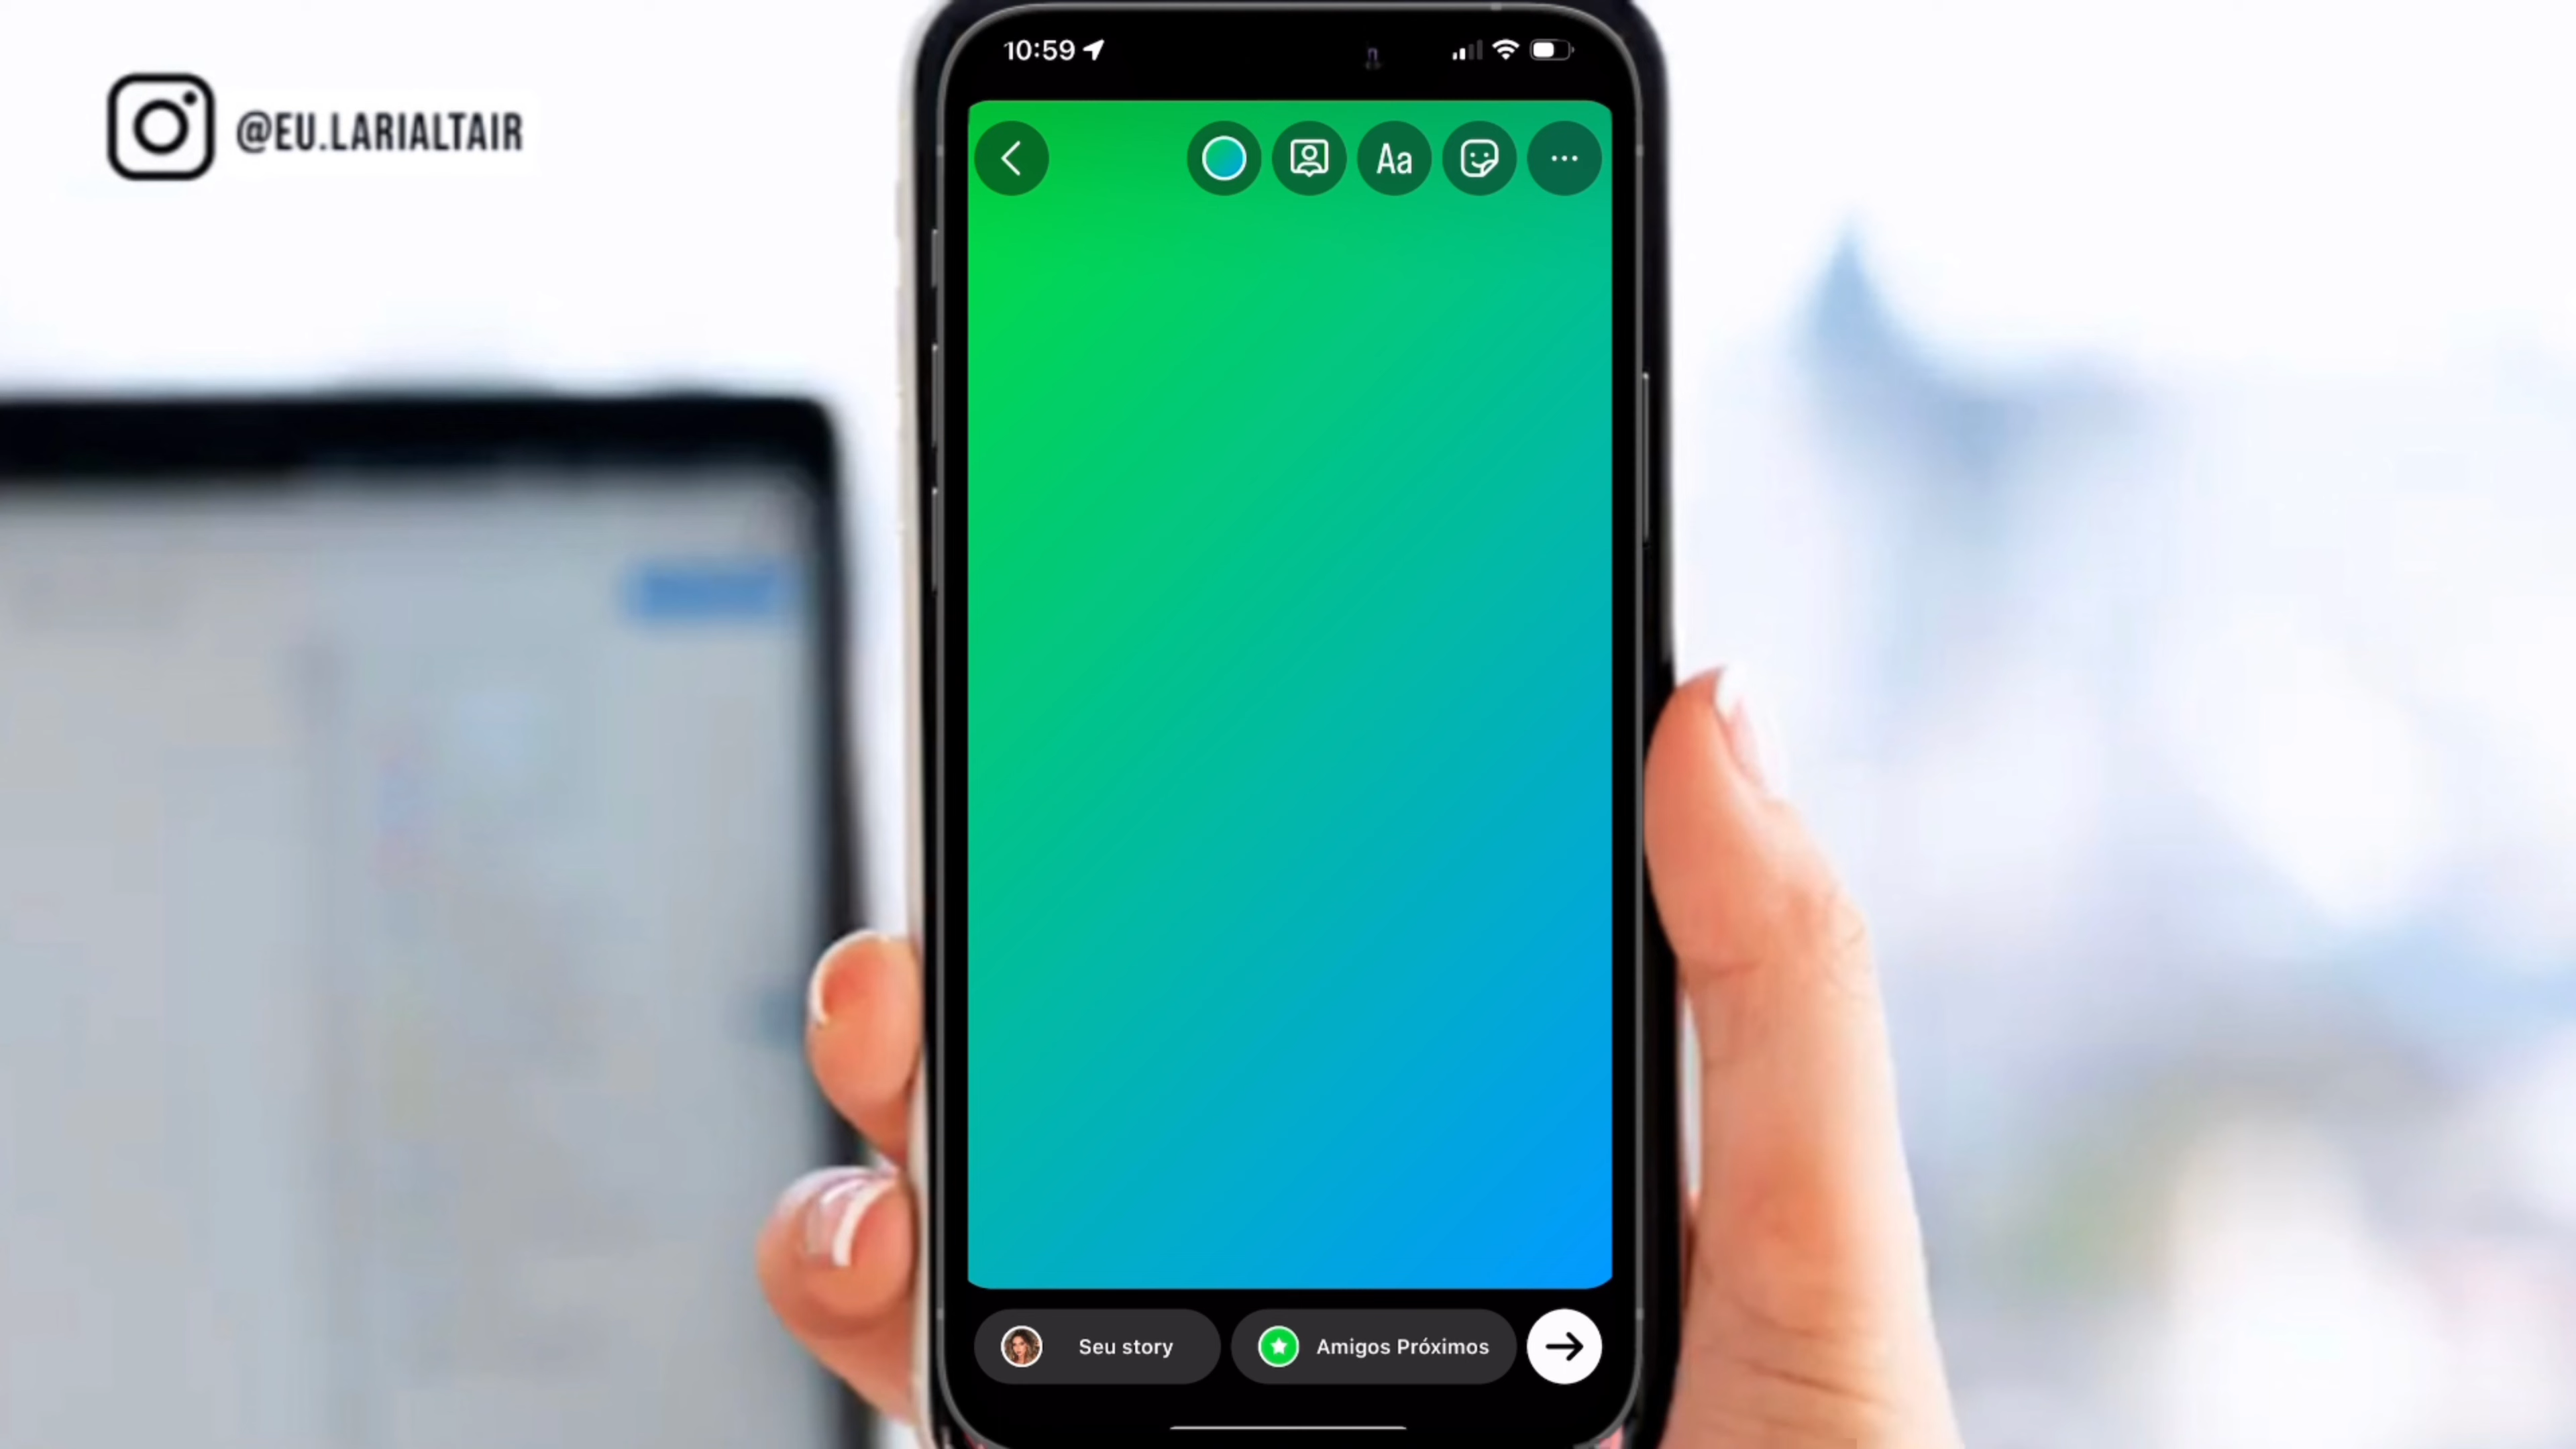 @EU.LARIALTAIR
10:59
Aa
Seu story
Amigos Próximos